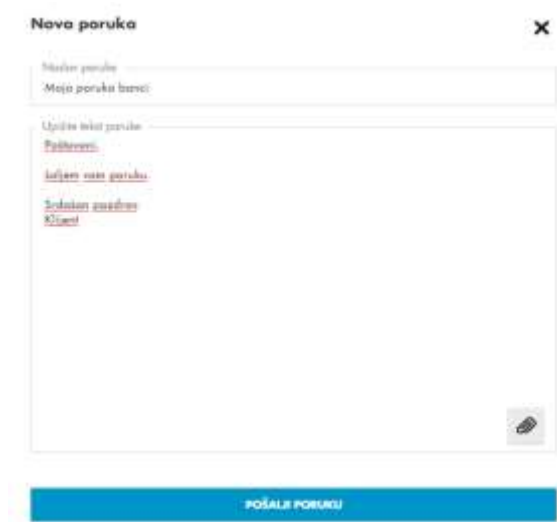 Nova poruka
Naslov poruke
Moja poruka banci
Upišite tekst poruke
Poštovani,
šaljem vam poruku.
Srdačan pozdrav
Klijent
POŠALJI PORUKU